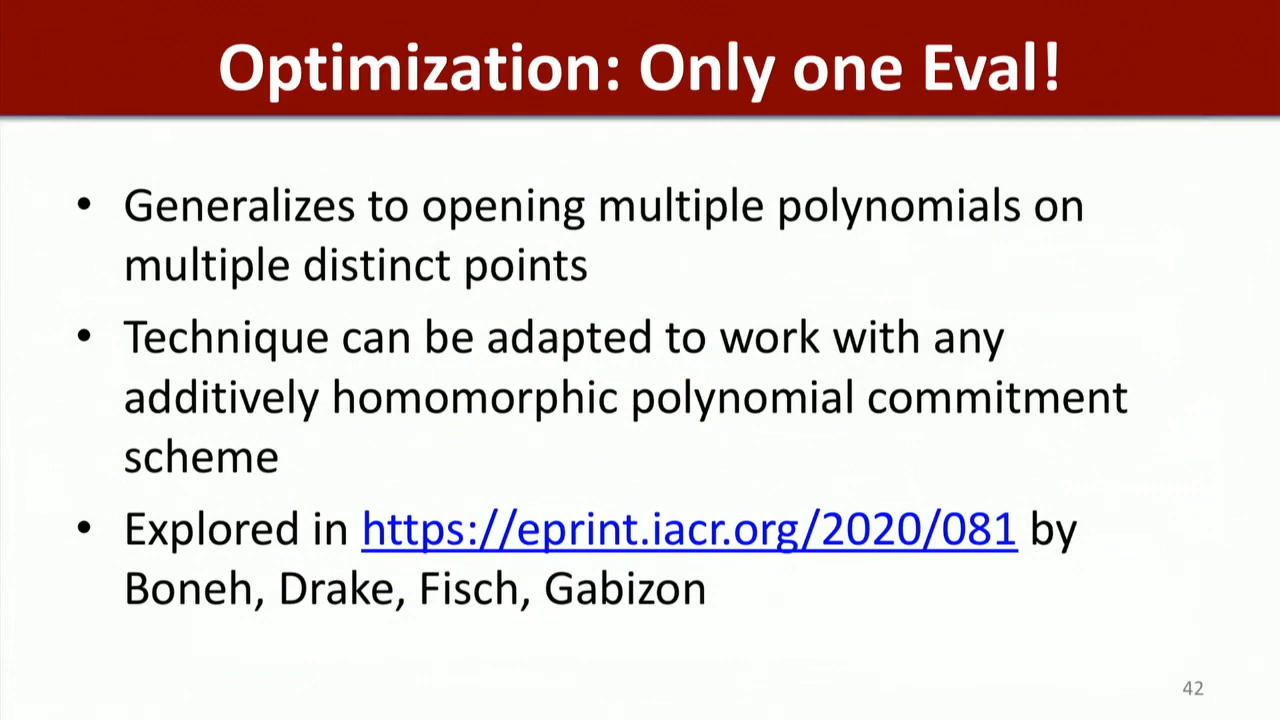 Optimization: Only one Eval!
• Generalizes to opening multiple polynomials on
multiple distinct points
• Technique can be adapted to work with any
additively homomorphic polynomial commitment
scheme
• Explored in https://eprint.iacr.org/2020/081 by
Boneh, Drake, Fisch, Gabizon
42